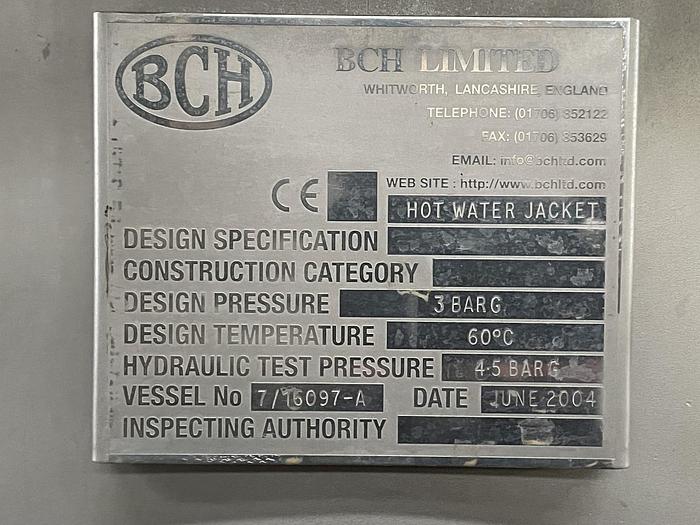 BCH
BCH LIMITED
WHITWORTH, LANCASHIRE, ENGLAND
TELEPHONE: (01706) 852122
FAX: (01706) 853629
EMAIL: info@bchltd.com
WEB SITE : http://www.bchltd.com
CE
HOT WATER JACKET
DESIGN SPECIFICATION
CONSTRUCTION CATEGORY
DESIGN PRESSURE 3 BARG
DESIGN TEMPERATURE 60ºC
HYDRAULIC TEST PRESSURE 4·5 BARG
VESSEL No 7/16097-A DATE JUNE 2004
INSPECTING AUTHORITY